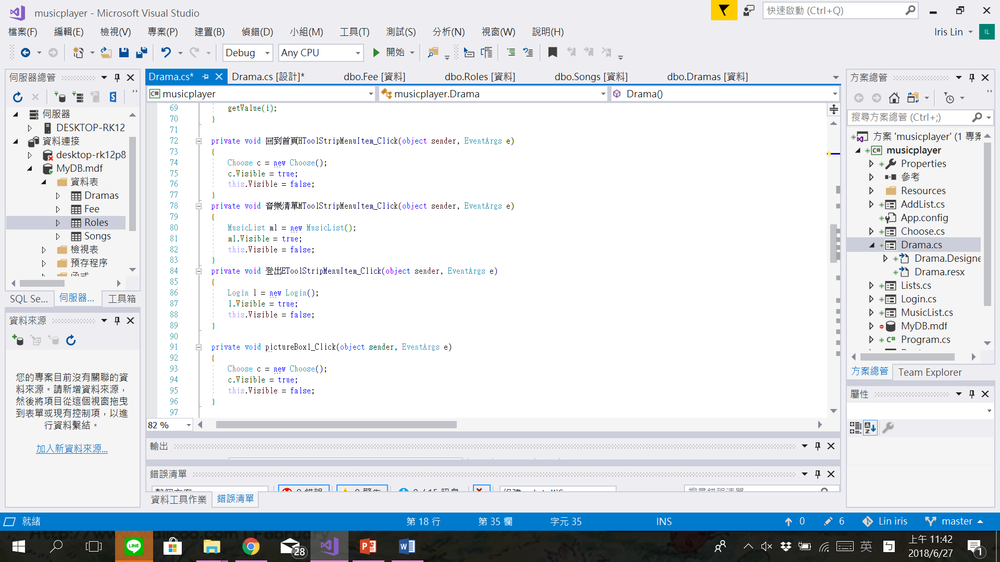 musicplayer - Microsoft Visual Studio
快速啟動 (Ctrl+Q)
檔案(F) 編輯(E) 檢視(V) 專案(P) 建置(B) 偵錯(D) 小組(M) 工具(T) 測試(S) 分析(N) 視窗(W) 說明(H)
Iris Lin IL
Debug Any CPU 開始
伺服器總管
伺服器
DESKTOP-RK12
資料連接
desktop-rk12p8
MyDB.mdf
資料表
Dramas
Fee
Roles
Songs
檢視表
預存程序
函式
SQL Se... 伺服器... 工具箱
資料來源
您的專案目前沒有關聯的資
料來源。請新增資料來源，
然後將項目從這個視窗拖曳
到表單或現有控制項，以進
行資料繫結。
加入新資料來源...
Drama.cs* Drama.cs [設計]* dbo.Fee [資料] dbo.Roles [資料] dbo.Songs [資料] dbo.Dramas [資料]
C# musicplayer musicplayer.Drama Drama()
69 getValue(i);
70 }
71
72 private void 回到首頁HToolStripMenuItem_Click(object sender, EventArgs e)
73 {
74 Choose c = new Choose();
75 c.Visible = true;
76 this.Visible = false;
77 }
78 private void 音樂清單MToolStripMenuItem_Click(object sender, EventArgs e)
79 {
80 MusicList ml = new MusicList();
81 ml.Visible = true;
82 this.Visible = false;
83 }
84 private void 登出EToolStripMenuItem_Click(object sender, EventArgs e)
85 {
86 Login l = new Login();
87 l.Visible = true;
88 this.Visible = false;
89 }
90
91 private void pictureBox1_Click(object sender, EventArgs e)
92 {
93 Choose c = new Choose();
94 c.Visible = true;
95 this.Visible = false;
96 }
97
82 %
輸出
錯誤清單
整個方案 0 錯誤 0 警告 0 / 15 訊息 搜尋錯誤清單
資料工具作業 錯誤清單
方案總管
搜尋方案總管 (Ctrl+;)
方案 'musicplayer' (1 專案
C# musicplayer
Properties
參考
Resources
AddList.cs
App.config
Choose.cs
Drama.cs
Drama.Designe
Drama.resx
Lists.cs
Login.cs
MusicList.cs
MyDB.mdf
C# Program.cs
方案總管 Team Explorer
屬性
就緒 第 18 行 第 35 欄 字元 35 INS 0 6 Lin iris master
LINE 28 英 ㄅ 上午 11:42
2018/6/27 1